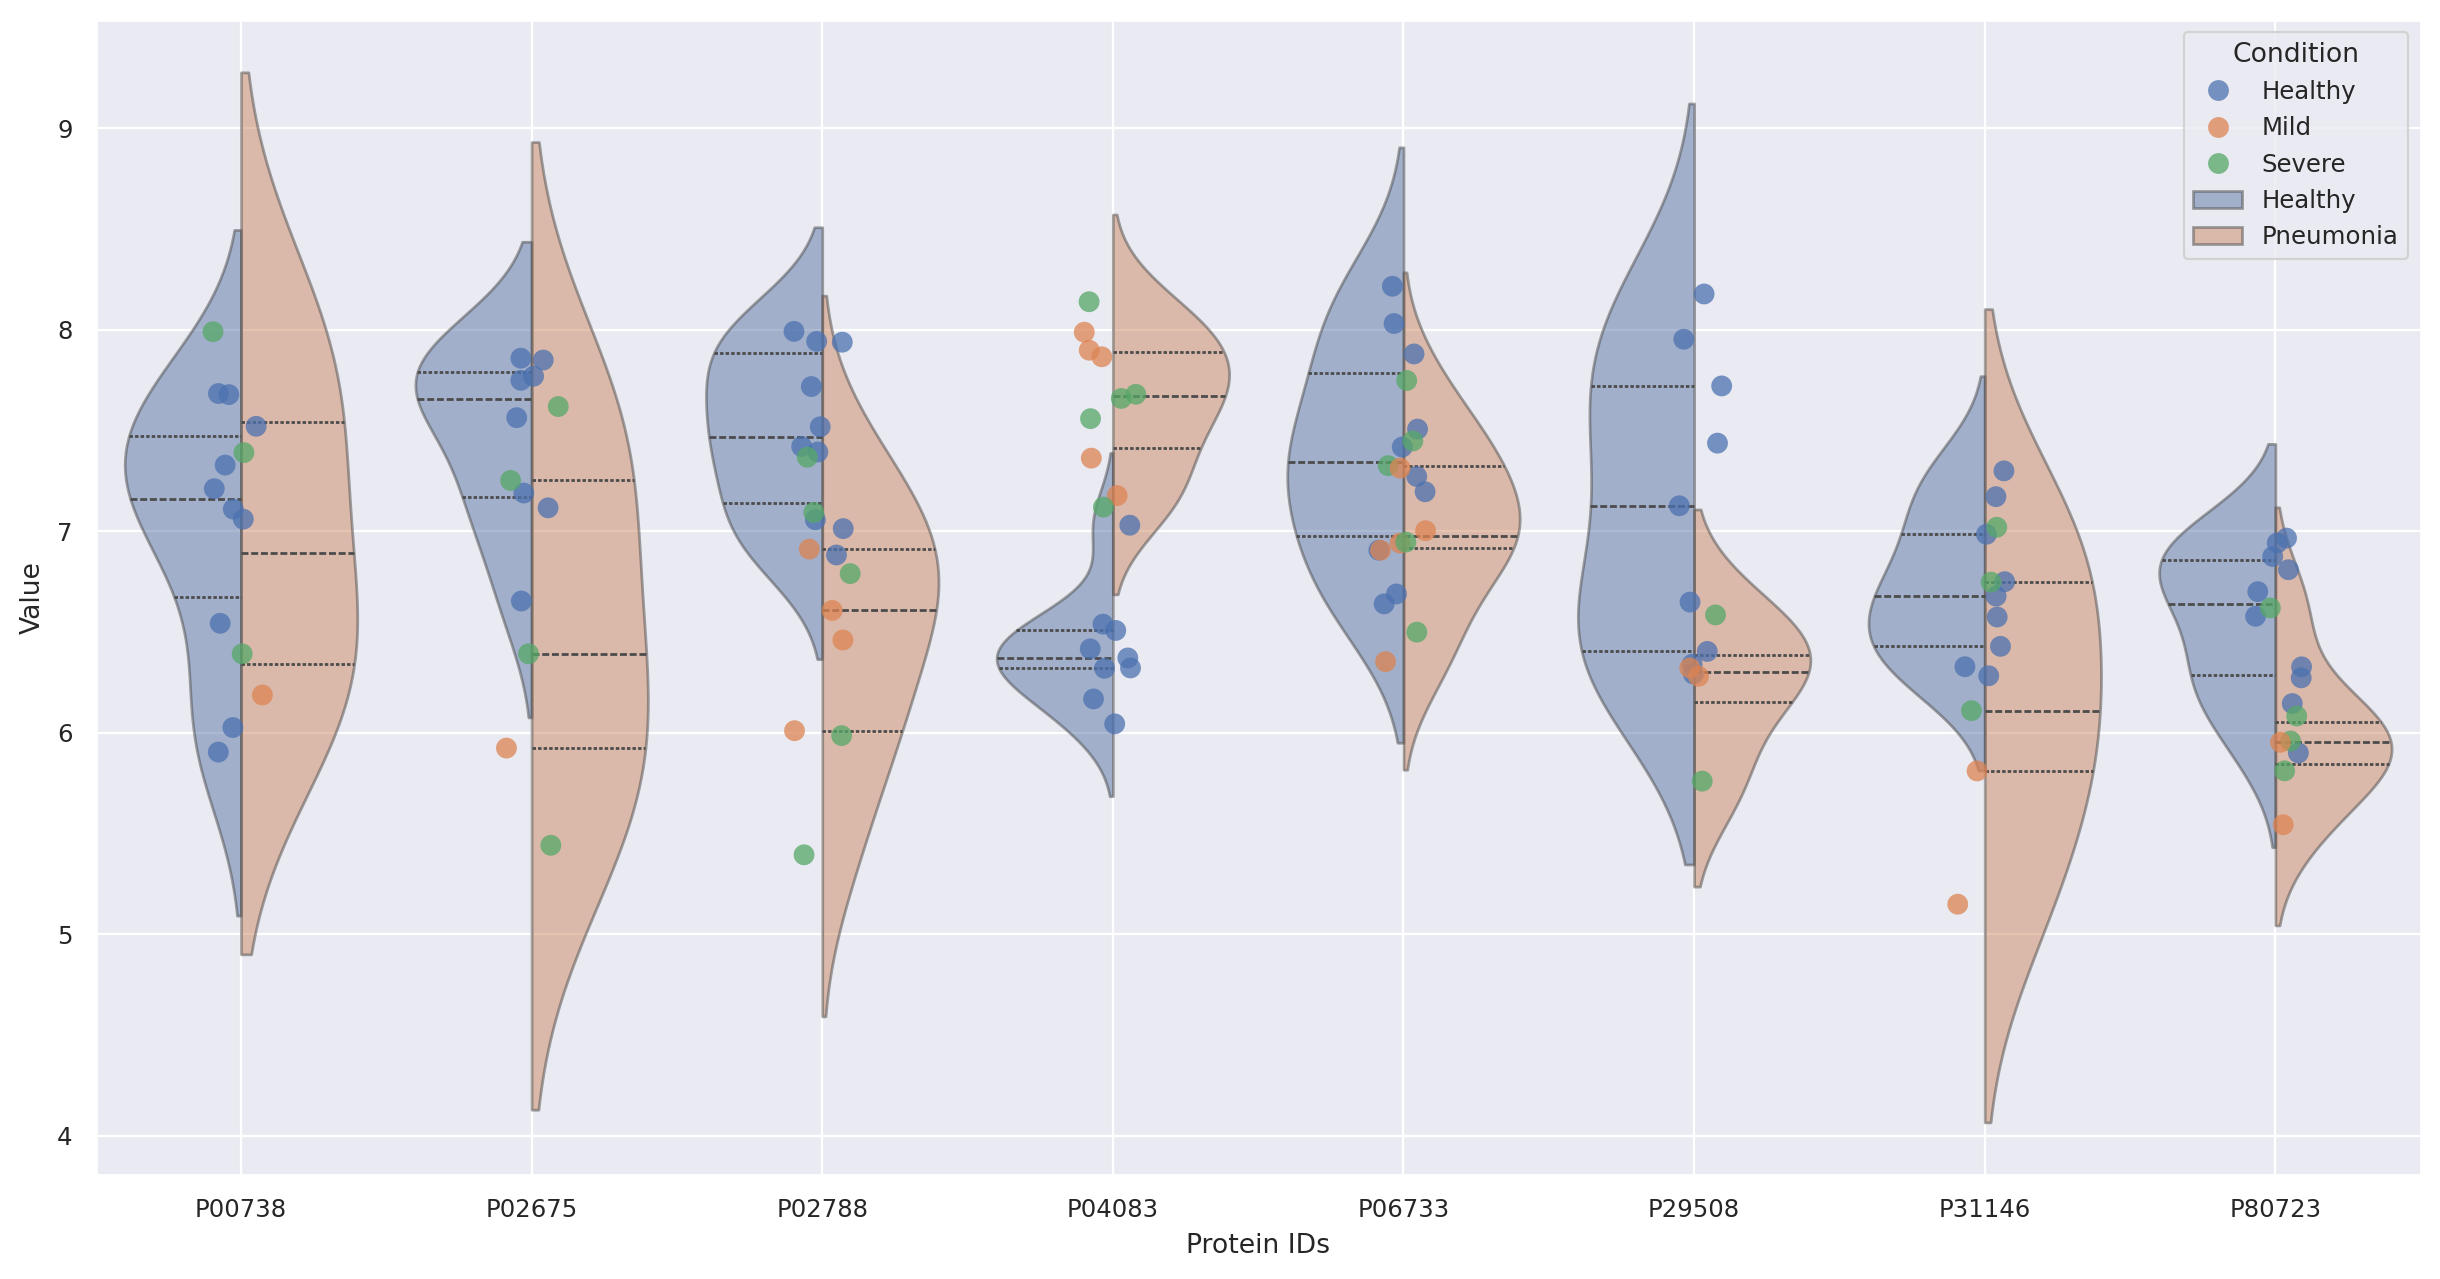 Condition
Healthy
Mild
Severe
Healthy
Pneumonia
9
8
7
6
5
4
Value
P00738 P02675 P02788 P04083 P06733 P29508 P31146 P80723
Protein IDs